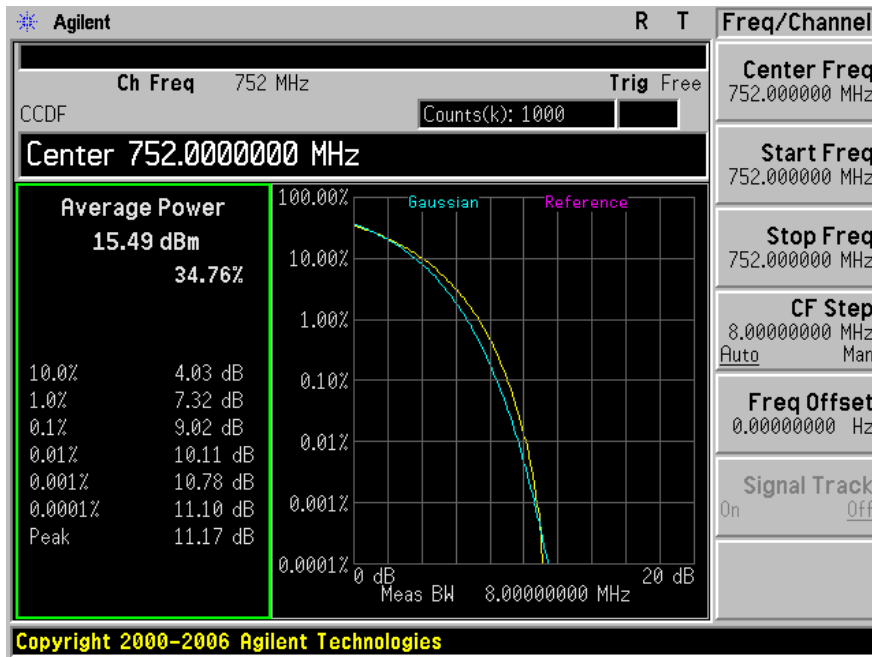 Agilent R T
Ch Freq 752 MHz Trig Free
CCDF Counts(k): 1000
Center 752.0000000 MHz
Average Power
15.49 dBm
34.76%
10.0% 4.03 dB
1.0% 7.32 dB
0.1% 9.02 dB
0.01% 10.11 dB
0.001% 10.78 dB
0.0001% 11.10 dB
Peak 11.17 dB
Gaussian Reference
100.00%
10.00%
1.00%
0.10%
0.01%
0.001%
0.0001%
0 dB 20 dB
Meas BW 8.00000000 MHz
Freq/Channel
Center Freq
752.000000 MHz
Start Freq
752.000000 MHz
Stop Freq
752.000000 MHz
CF Step
8.00000000 MHz
Auto Man
Freq Offset
0.00000000 Hz
Signal Track
On Off
Copyright 2000-2006 Agilent Technologies